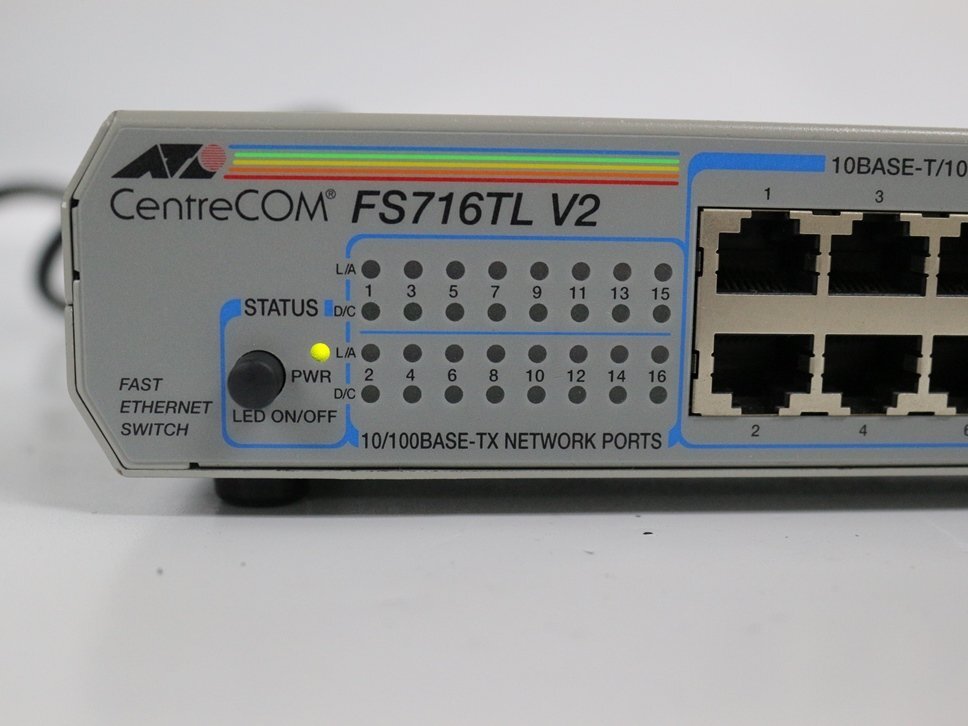 CentreCOM® FS716TL V2
10BASE-T/10
1 3
L/A
1 3 5 7 9 11 13 15
D/C
STATUS
L/A
PWR
2 4 6 8 10 12 14 16
D/C
LED ON/OFF
10/100BASE-TX NETWORK PORTS
FAST
ETHERNET
SWITCH
2 4 6